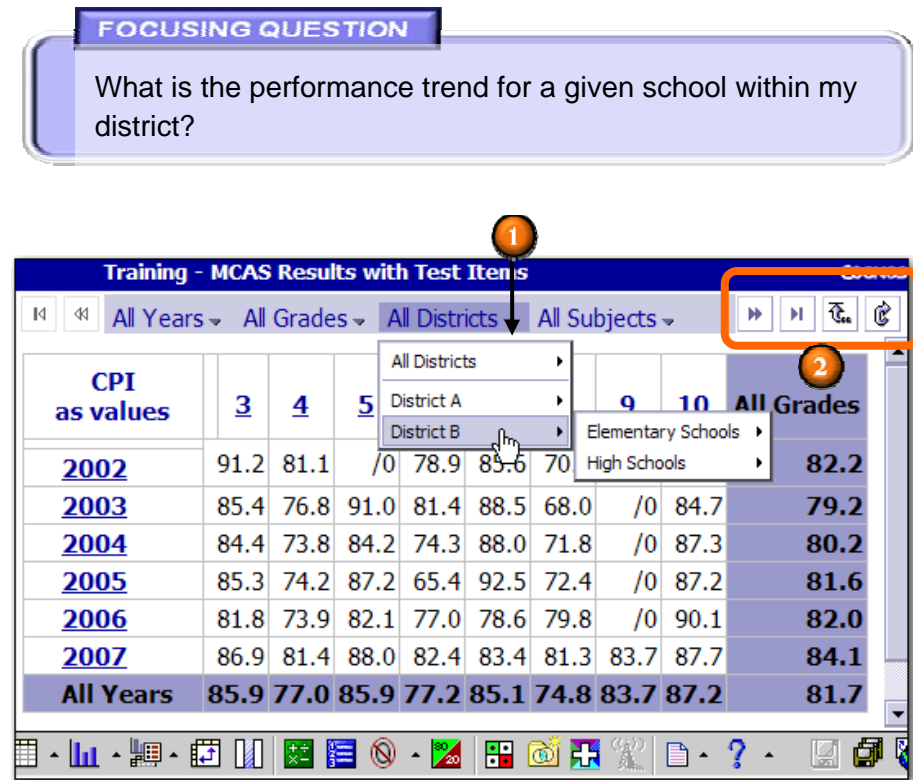 FOCUSING QUESTION
What is the performance trend for a given school within my
district?
1
Training - MCAS Results with Test Items
All Years All Grades All Districts All Subjects
2
CPI
as values 3 4 5 9 10 All Grades
All Districts
District A
District B
Elementary Schools
High Schools
2002 91.2 81.1 /0 78.9 85.6 70. 82.2
2003 85.4 76.8 91.0 81.4 88.5 68.0 /0 84.7 79.2
2004 84.4 73.8 84.2 74.3 88.0 71.8 /0 87.3 80.2
2005 85.3 74.2 87.2 65.4 92.5 72.4 /0 87.2 81.6
2006 81.8 73.9 82.1 77.0 78.6 79.8 /0 90.1 82.0
2007 86.9 81.4 88.0 82.4 83.4 81.3 83.7 87.7 84.1
All Years 85.9 77.0 85.9 77.2 85.1 74.8 83.7 87.2 81.7